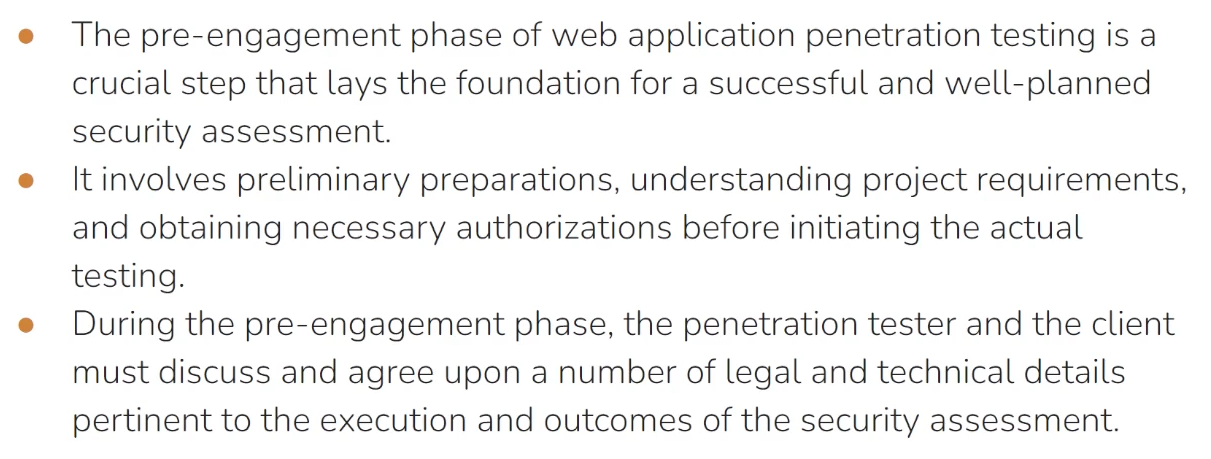 ● The pre-engagement phase of web application penetration testing is a
crucial step that lays the foundation for a successful and well-planned
security assessment.
● It involves preliminary preparations, understanding project requirements,
and obtaining necessary authorizations before initiating the actual
testing.
● During the pre-engagement phase, the penetration tester and the client
must discuss and agree upon a number of legal and technical details
pertinent to the execution and outcomes of the security assessment.